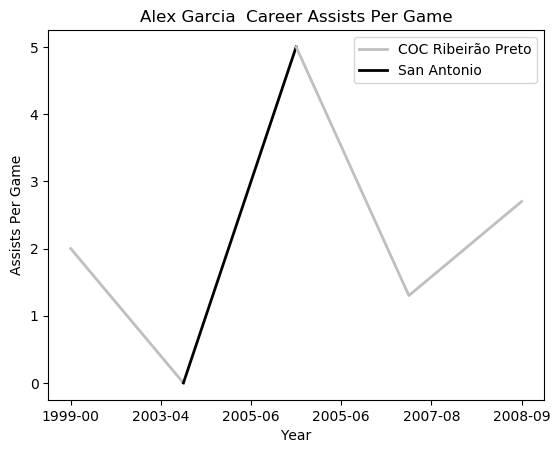 Alex Garcia  Career Assists Per Game
COC Ribeirão Preto
San Antonio
5
4
3
2
1
0
Assists Per Game
1999-00 2003-04 2005-06 2005-06 2007-08 2008-09
Year